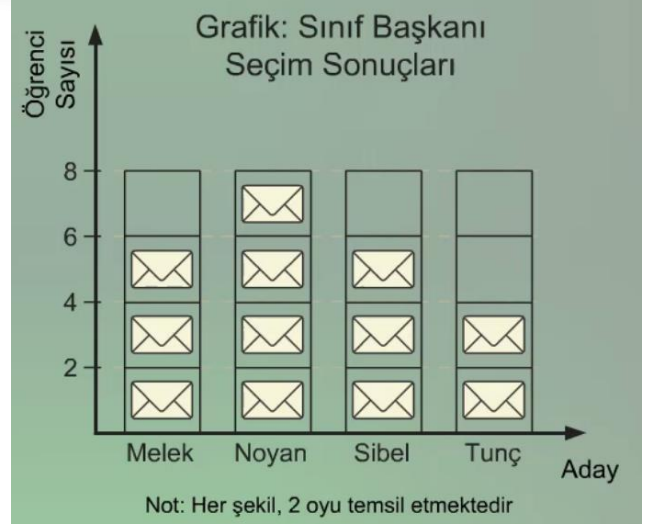 Grafik: Sınıf Başkanı
Seçim Sonuçları
Öğrenci
Sayısı
8
6
4
2
Melek Noyan Sibel Tunç
Aday
Not: Her şekil, 2 oyu temsil etmektedir